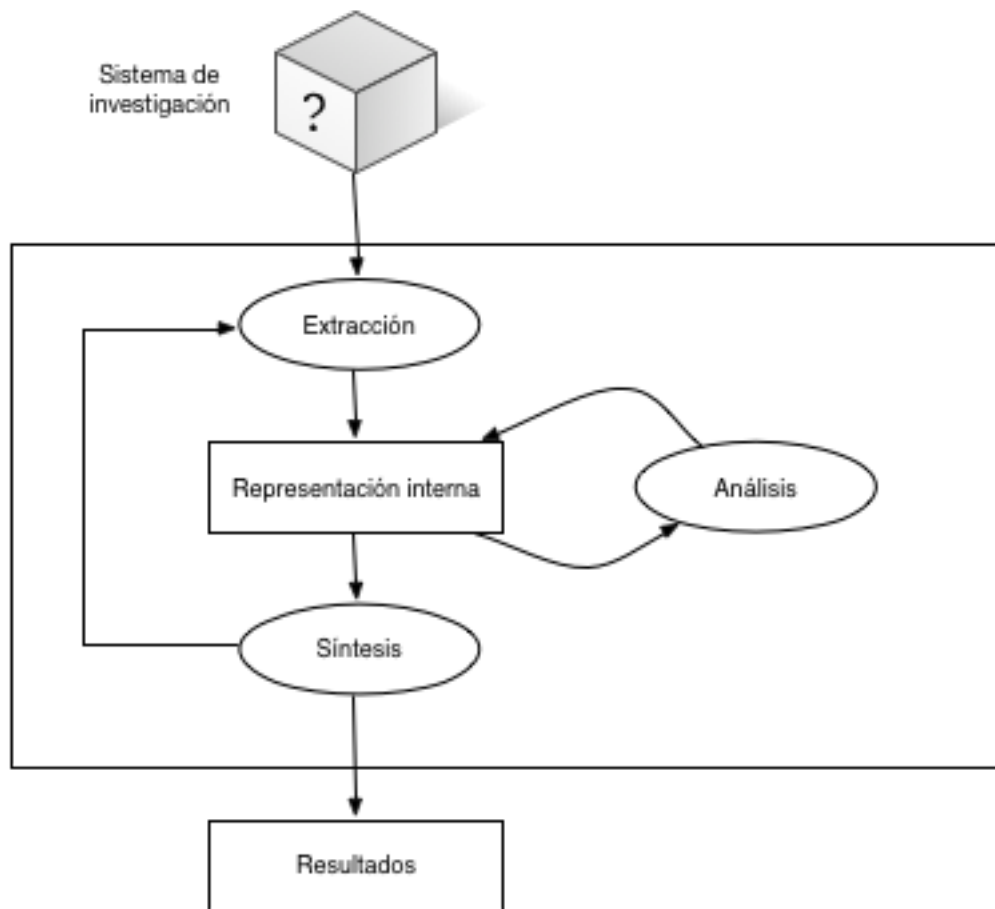 Sistema de
investigación
?
Extracción
Representación interna
Análisis
Síntesis
Resultados